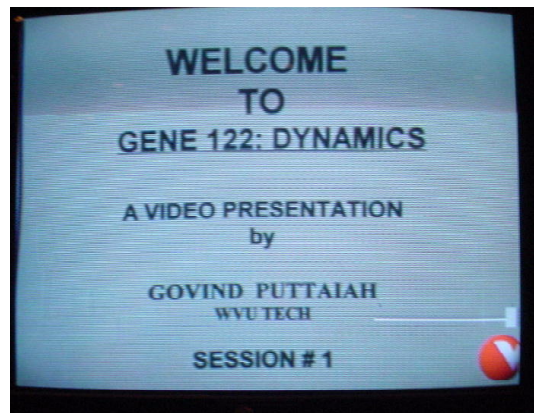 WELCOME
TO
GENE 122: DYNAMICS
A VIDEO PRESENTATION
by
GOVIND PUTTAIAH
WVU TECH
SESSION # 1